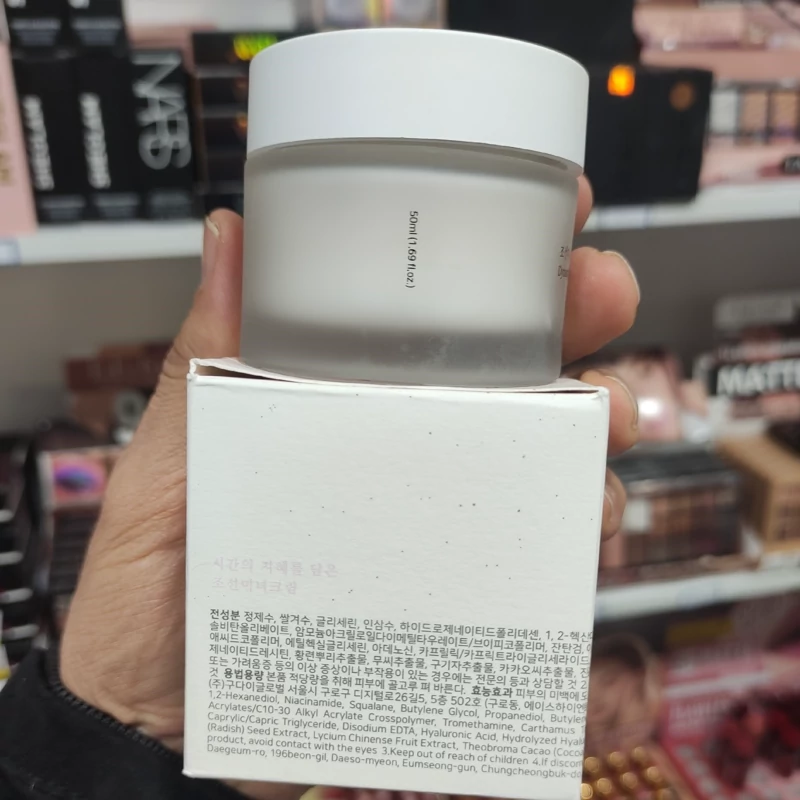 NARS
50ml (1.69 fl.oz.)
MATTE
시간의 지혜를 담은
조선미녀크림
전성분 정제수, 쌀겨수, 글리세린, 인삼수, 하이드로제네이티드폴리데센, 1, 2-헥산
솔비탄올리베이트, 암모늄아크릴로일다이메틸타우레이트/브이피코폴리머, 잔탄검,
애씨드코폴리머, 에틸헥실글리세린, 아데노신, 카프릴릭/카프릭트라이글리세라이드
제네이티드레시틴, 황련뿌리추출물, 무씨추출물, 구기자추출물, 카카오씨추출물,
또는 가려움증 등의 이상 증상이나 부작용이 있는 경우에는 전문의 등과 상담할 것 2
것 용법용량 본품 적당량을 취해 피부에 골고루 펴 바른다. 효능효과 피부의 미백에
(주)구다이글로벌 서울시 구로구 디지털로26길5, 5층 502호 (구로동, 에이스하이엔
1,2-Hexanediol, Niacinamide, Squalane, Butylene Glycol, Propanediol, Butylen
Acrylates/C10-30 Alkyl Acrylate Crosspolymer, Tromethamine, Carthamus
Caprylic/Capric Triglyceride, Disodium EDTA, Hyaluronic Acid, Hydrolyzed Hyalu
(Radish) Seed Extract, Lycium Chinense Fruit Extract, Theobroma Cacao (Cocoa
product, avoid contact with the eyes 3.Keep out of reach of children 4.If discom
Daegeum-ro, 196beon-gil, Daeso-myeon, Eumseong-gun, Chungcheongbuk-do